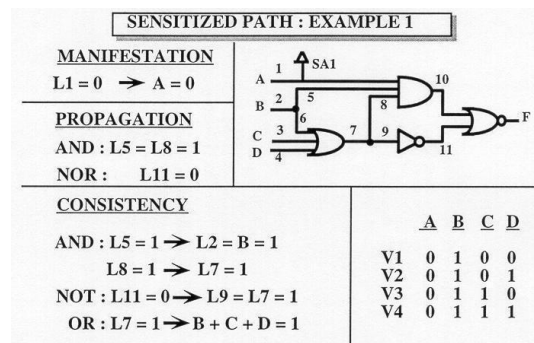 SENSITIZED PATH : EXAMPLE 1
MANIFESTATION
L1 = 0 → A = 0
PROPAGATION
AND : L5 = L8 = 1
NOR : L11 = 0
1
SA1
A
2
B
5
6
8
10
F
3
C
7
9
D
4
11
CONSISTENCY
AND : L5 = 1 → L2 = B = 1
L8 = 1 → L7 = 1
NOT : L11 = 0 → L9 = L7 = 1
OR : L7 = 1 → B + C + D = 1
A B C D
V1 0 1 0 0
V2 0 1 0 1
V3 0 1 1 0
V4 0 1 1 1